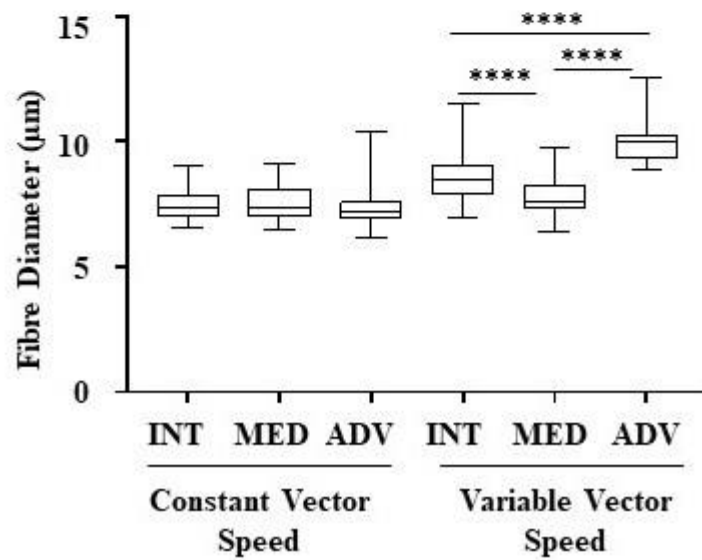 15
****
****
****
10
5
0
Fibre Diameter (µm)
INT MED ADV INT MED ADV
Constant Vector Variable Vector
Speed Speed